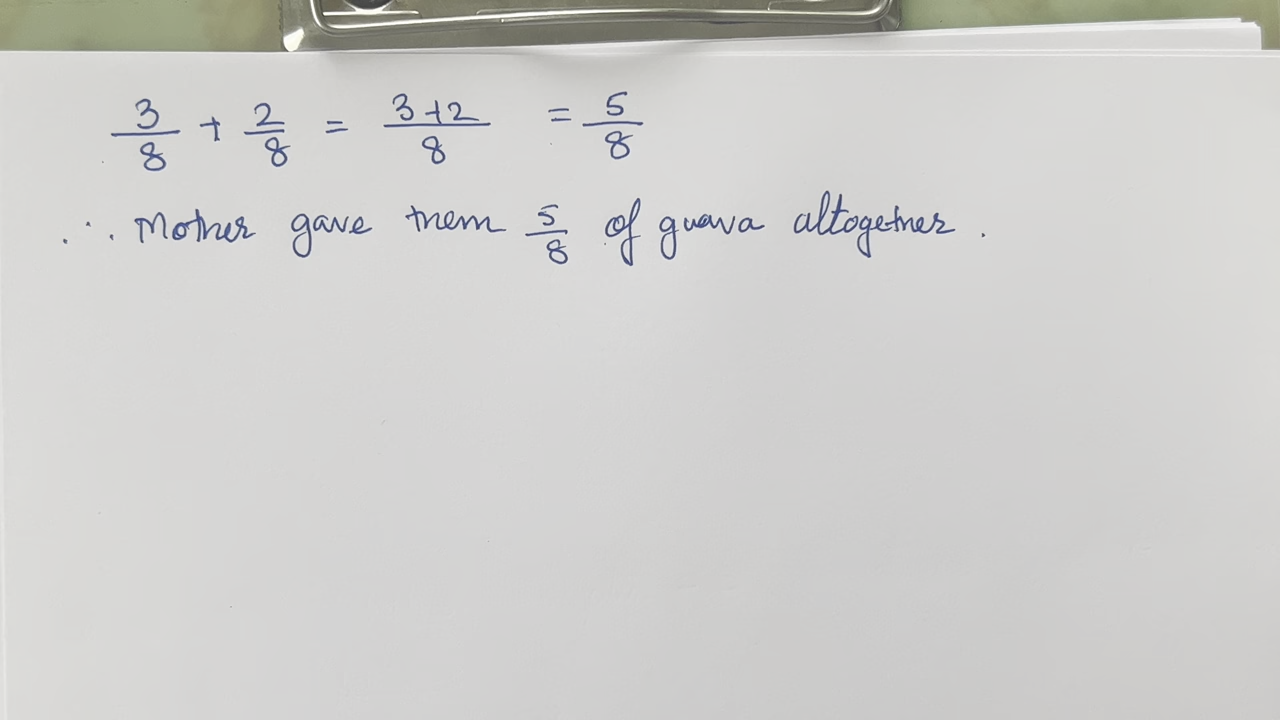 3/8 + 2/8 = 3+2/8 = 5/8
∴ Mother gave them 5/8 of guava altogether.